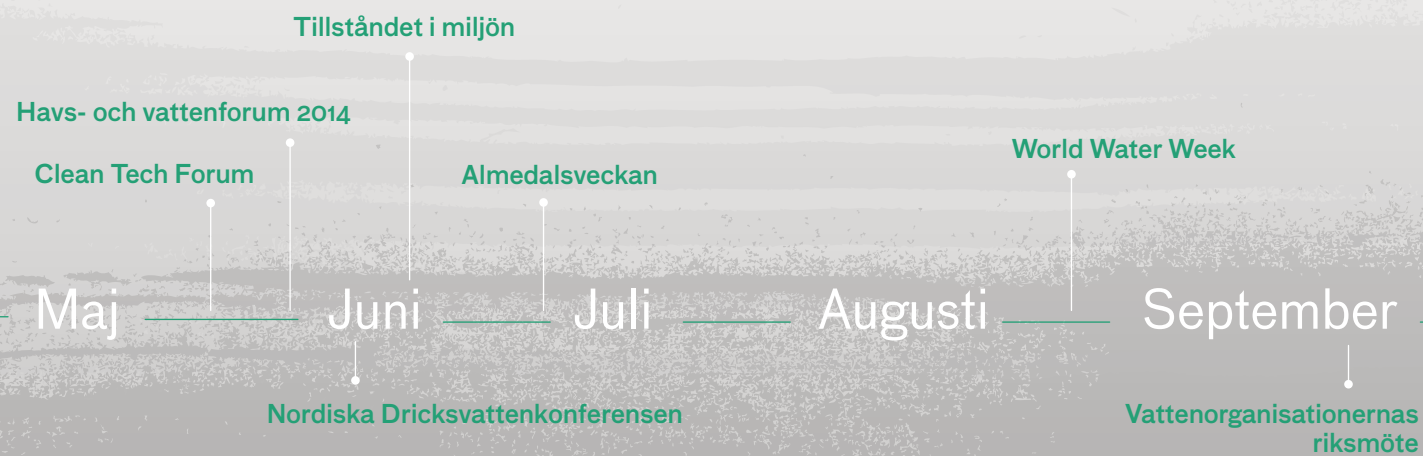 Tillståndet i miljön
Havs- och vattenforum 2014
Clean Tech Forum
Almedalsveckan
World Water Week
Maj
Juni
Juli
Augusti
September
Nordiska Dricksvattenkonferensen
Vattenorganisationernas
riksmöte